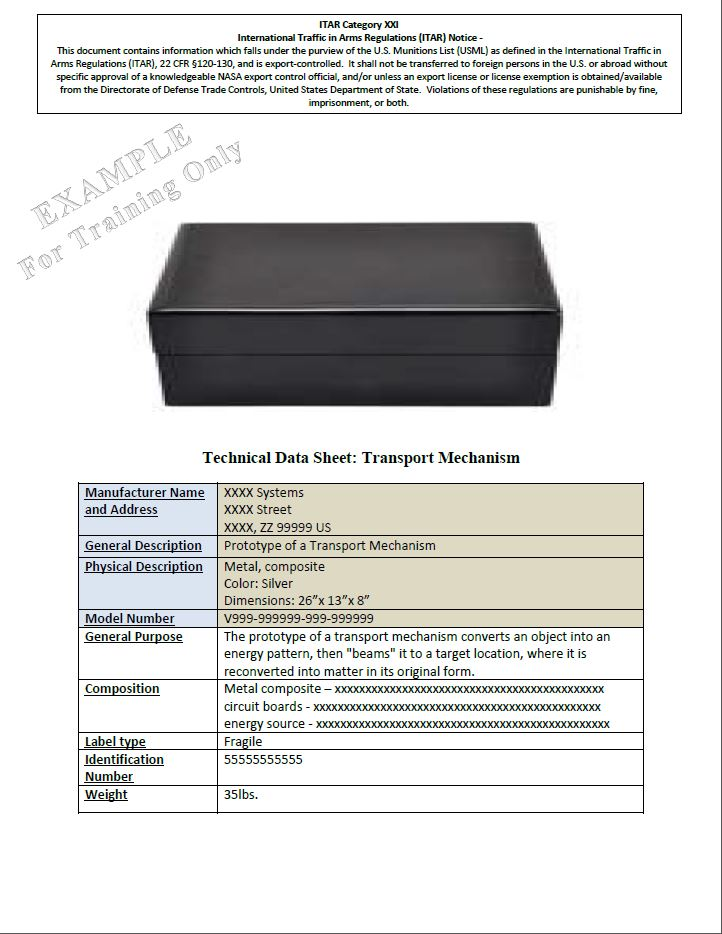 ITAR Category XXI
International Traffic in Arms Regulations (ITAR) Notice -
This document contains information which falls under the purview of the U.S. Munitions List (USML) as defined in the International Traffic in
Arms Regulations (ITAR), 22 CFR §120-130, and is export-controlled.  It shall not be transferred to foreign persons in the U.S. or abroad without
specific approval of a knowledgeable NASA export control official, and/or unless an export license or license exemption is obtained/available
from the Directorate of Defense Trade Controls, United States Department of State.  Violations of these regulations are punishable by fine,
imprisonment, or both.
EXAMPLE
For Training Only
Technical Data Sheet: Transport Mechanism
Manufacturer Name XXXX Systems
and Address XXXX Street
XXXX, ZZ 99999 US
General Description Prototype of a Transport Mechanism
Physical Description Metal, composite
Color: Silver
Dimensions: 26”x 13”x 8”
Model Number V999-999999-999-999999
General Purpose The prototype of a transport mechanism converts an object into an
energy pattern, then "beams" it to a target location, where it is
reconverted into matter in its original form.
Composition Metal composite – xxxxxxxxxxxxxxxxxxxxxxxxxxxxxxxxxxxxxxxxxxxx
circuit boards - xxxxxxxxxxxxxxxxxxxxxxxxxxxxxxxxxxxxxxxxxxxxxxx
energy source - xxxxxxxxxxxxxxxxxxxxxxxxxxxxxxxxxxxxxxxxxxxxxxxx
Label type Fragile
Identification 55555555555
Number
Weight 35lbs.